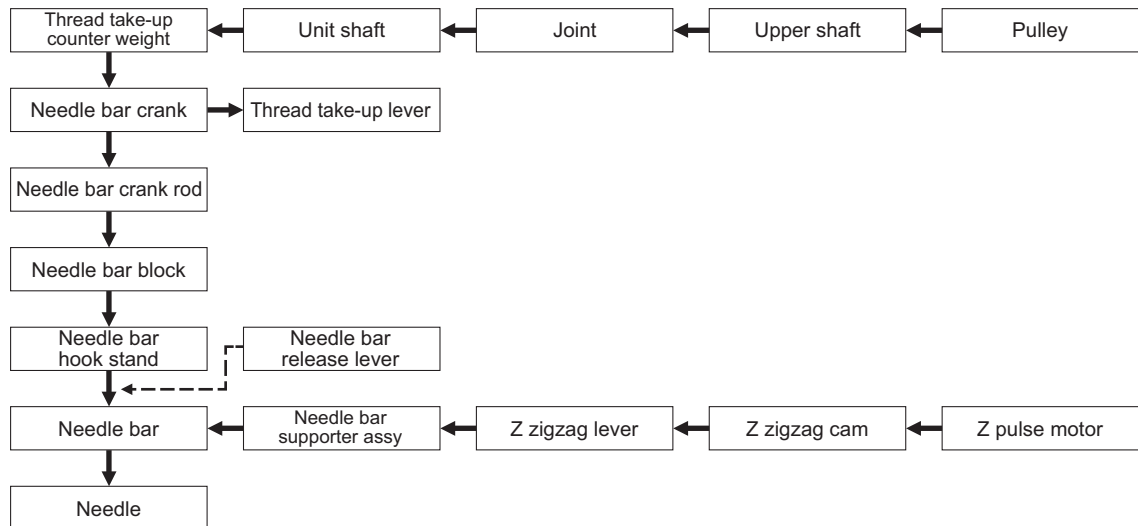 Thread take-up
counter weight
Unit shaft
Joint
Upper shaft
Pulley
Needle bar crank
Thread take-up lever
Needle bar crank rod
Needle bar block
Needle bar
hook stand
Needle bar
release lever
Needle bar
Needle bar
supporter assy
Z zigzag lever
Z zigzag cam
Z pulse motor
Needle